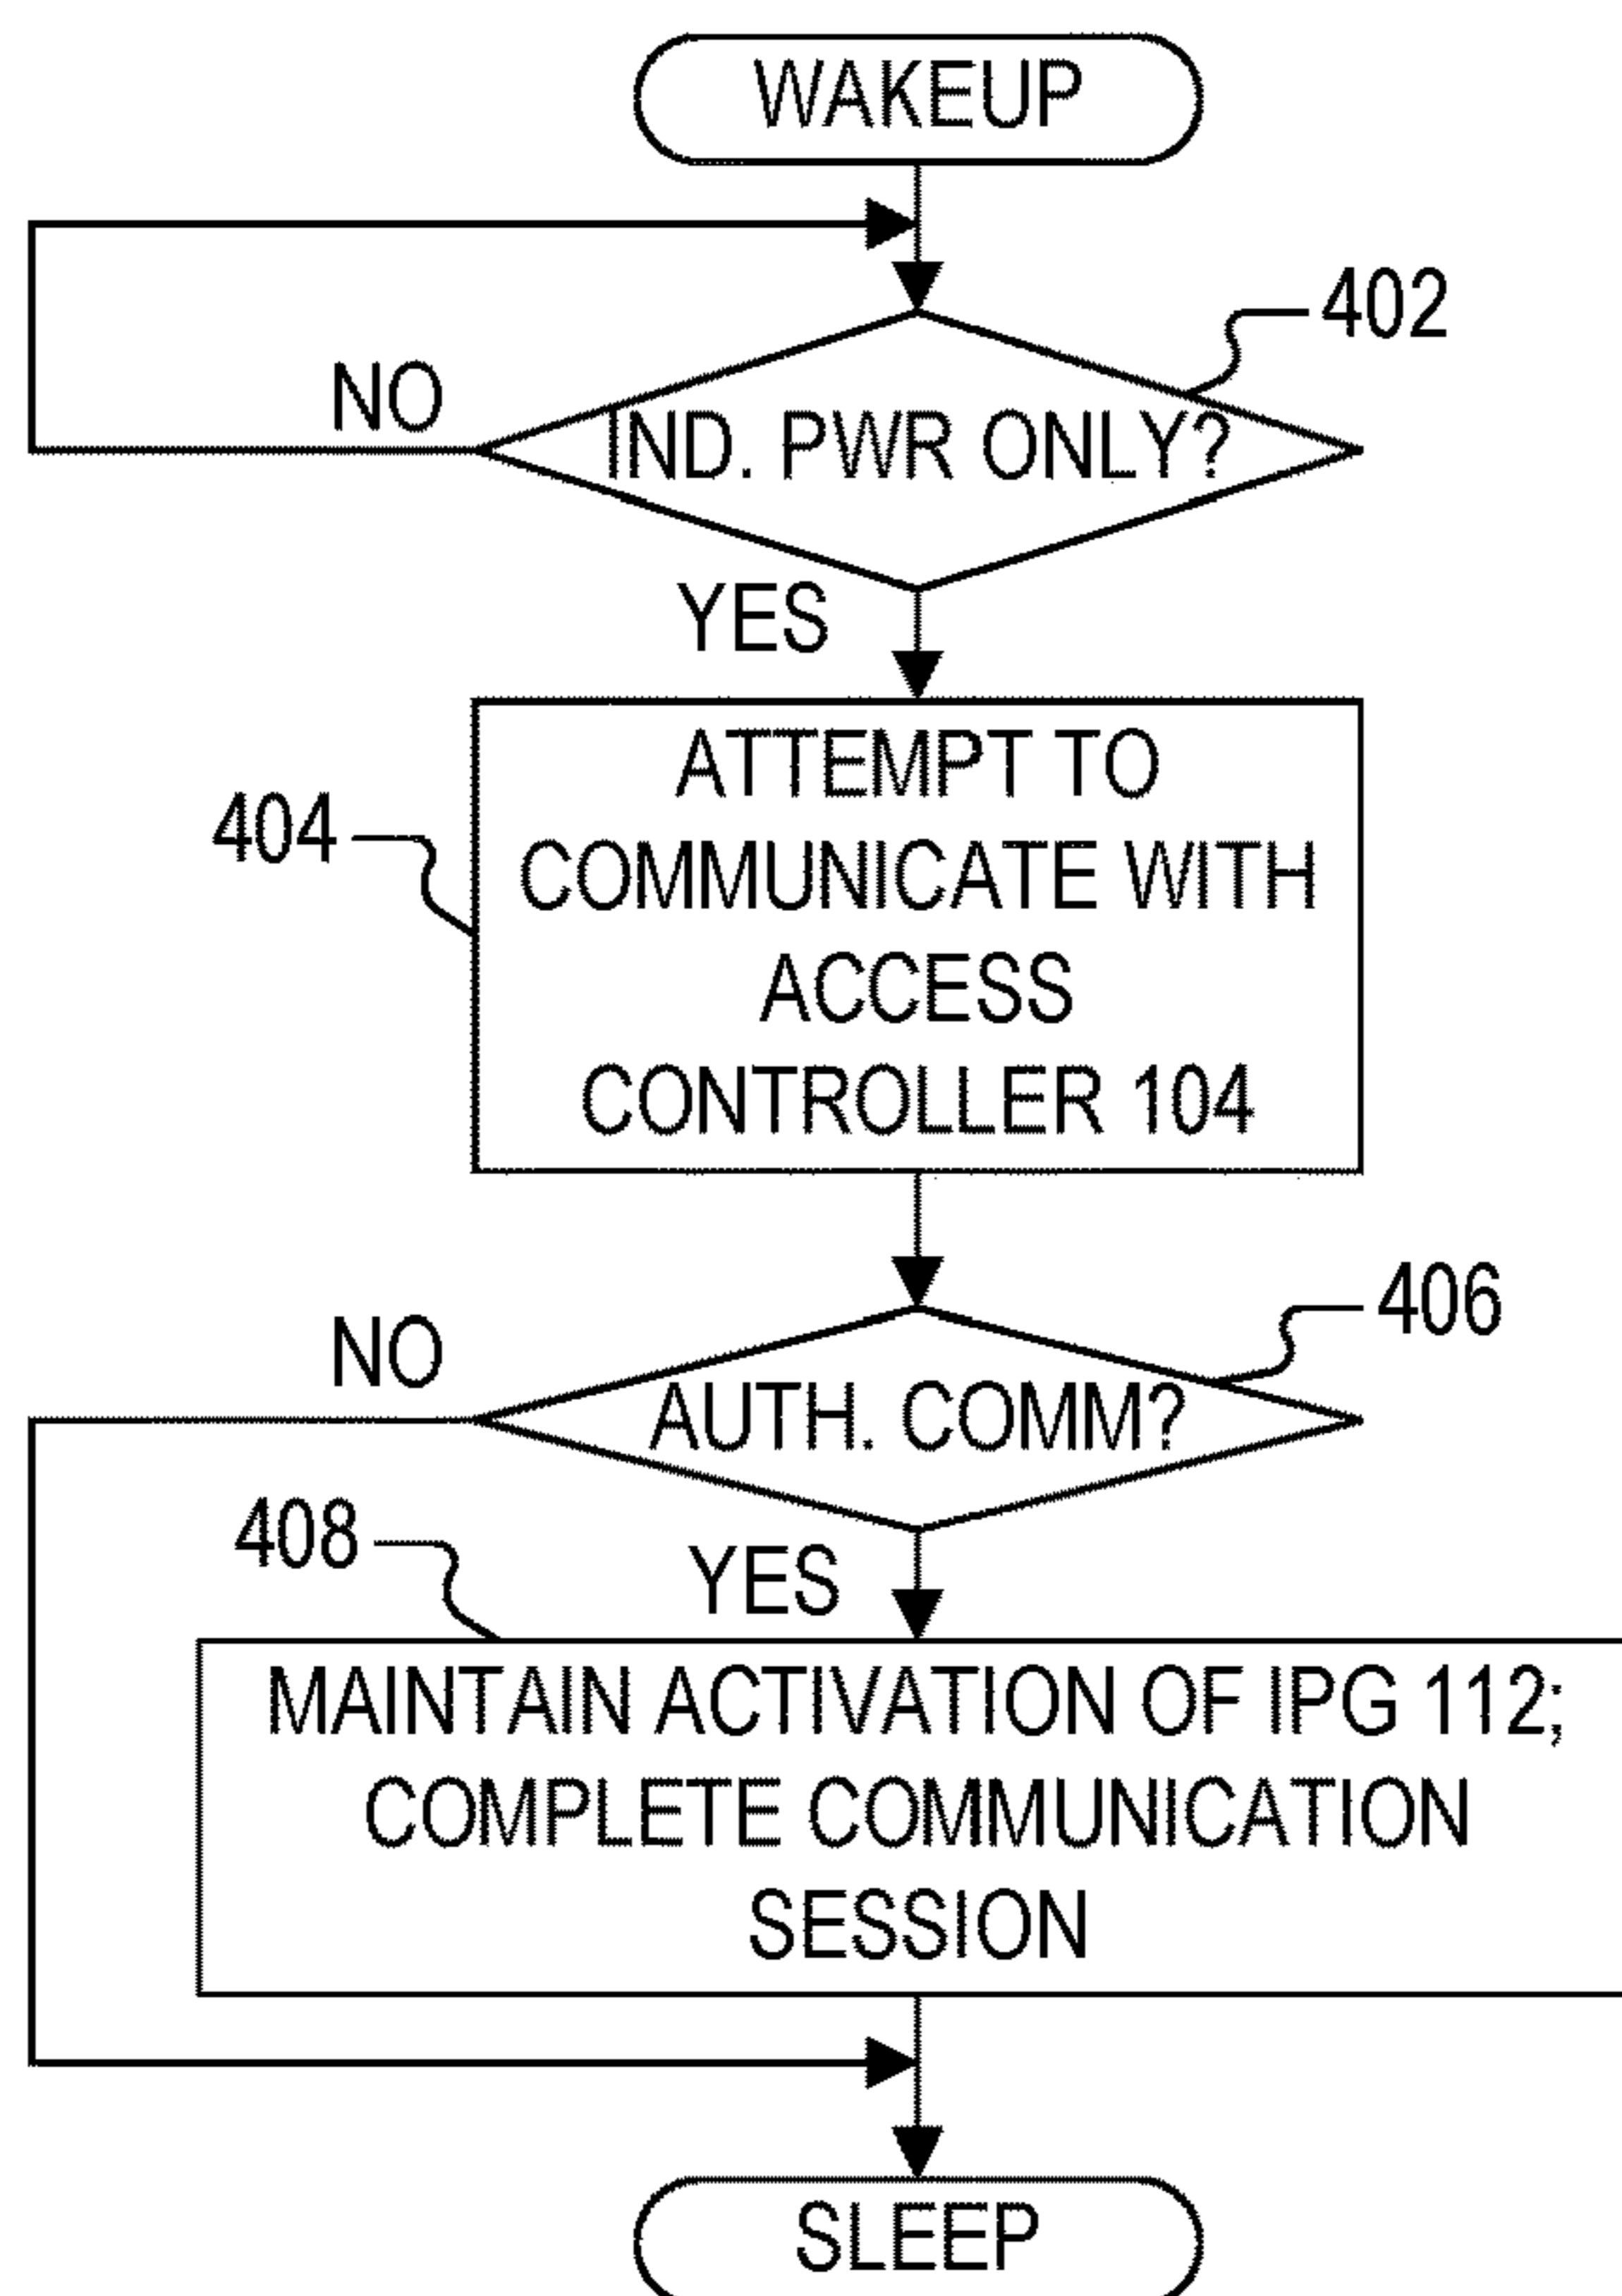 WAKEUP
402
NO
IND. PWR ONLY?
YES
404
ATTEMPT TO
COMMUNICATE WITH
ACCESS
CONTROLLER 104
406
NO
AUTH. COMM?
408
YES
MAINTAIN ACTIVATION OF IPG 112;
COMPLETE COMMUNICATION
SESSION
SLEEP